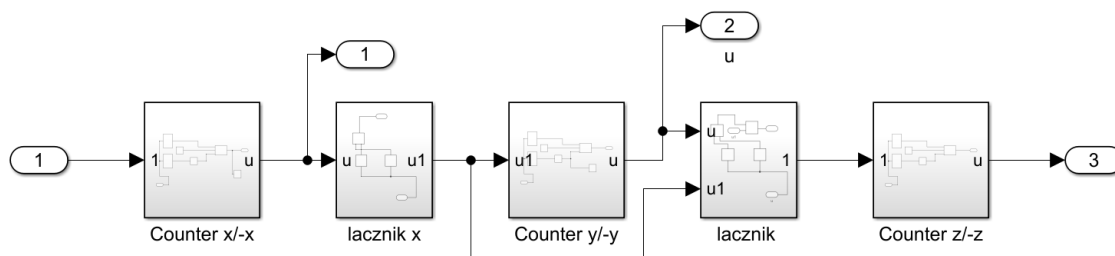 1
2
u
1
1
u
u
u1
u1
u
u
u1
1
1
u
3
Counter x/-x
lacznik x
Counter y/-y
lacznik
Counter z/-z